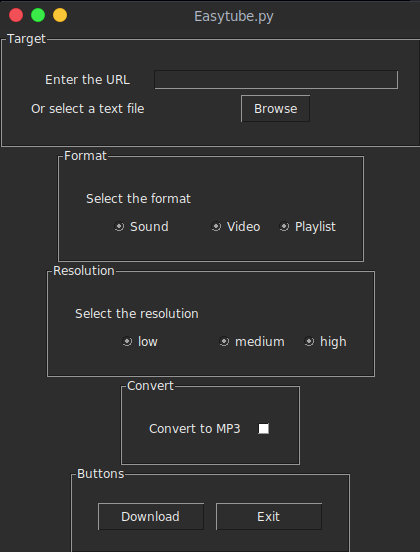 Easytube.py
Target
Enter the URL
Or select a text file Browse
Format
Select the format
Sound Video Playlist
Resolution
Select the resolution
low medium high
Convert
Convert to MP3
Buttons
Download Exit